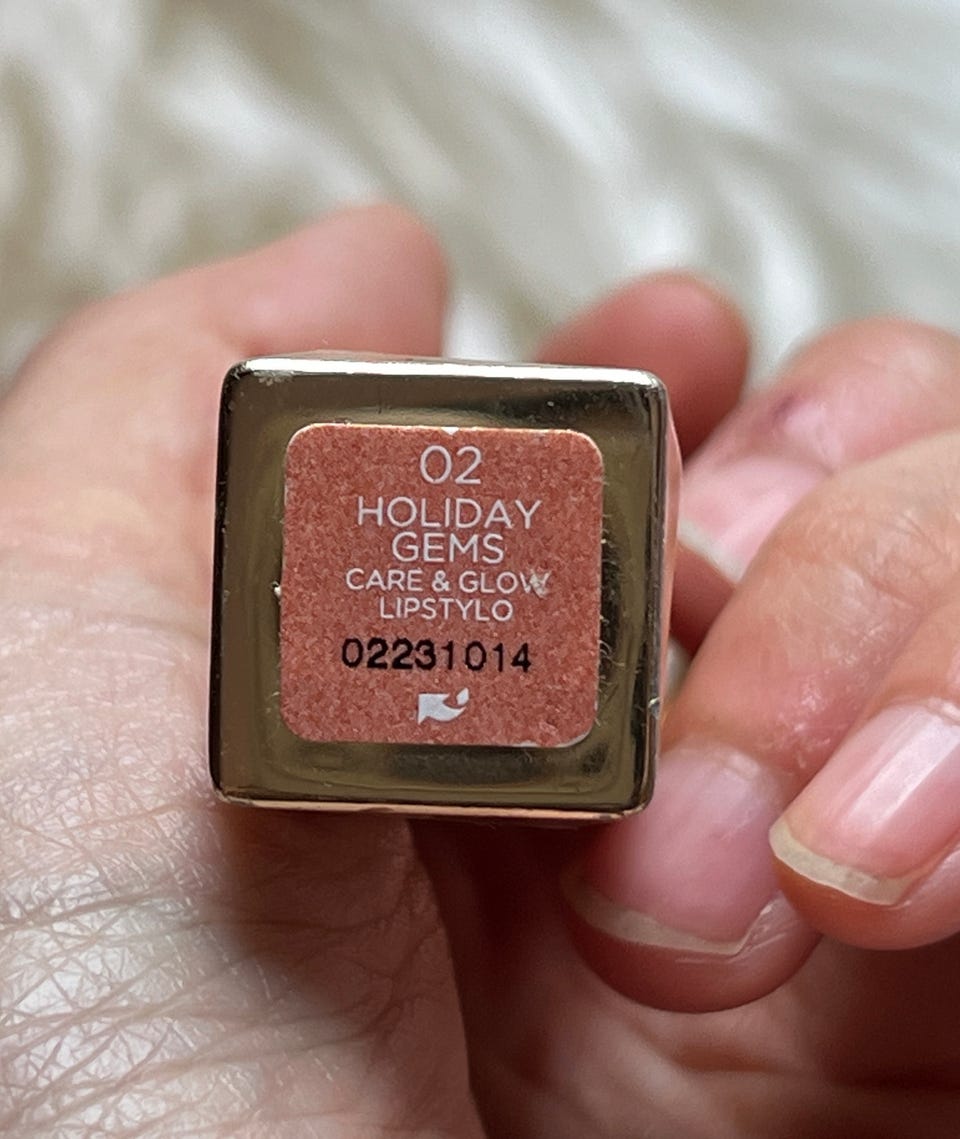 02
HOLIDAY
GEMS
CARE & GLOW
LIPSTYLO
02231014